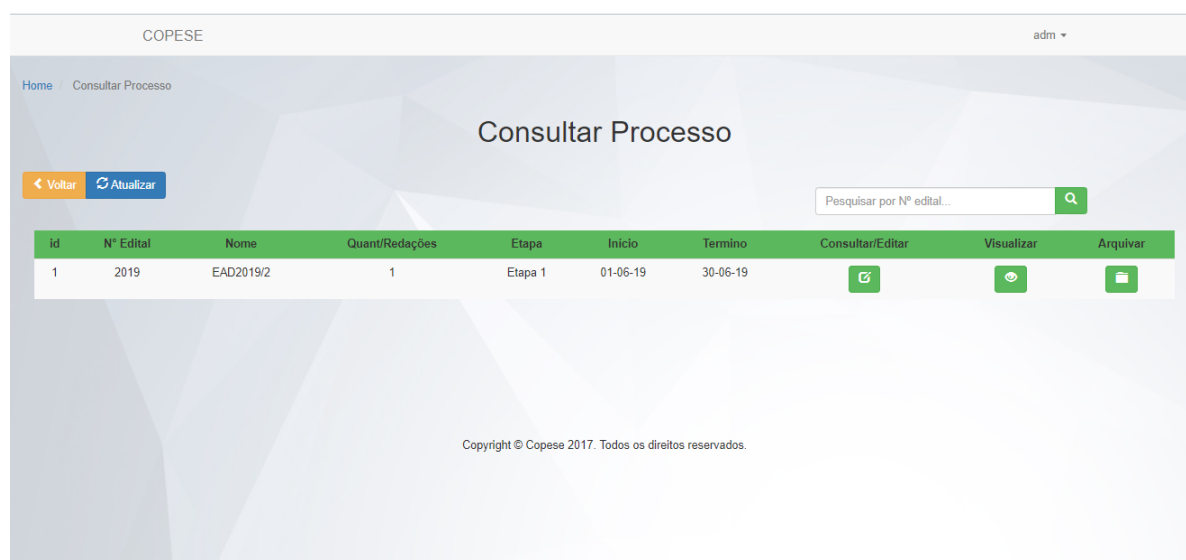 COPESE adm
Home / Consultar Processo
Consultar Processo
Voltar Atualizar
Pesquisar por Nº edital...
id N° Edital Nome Quant/Redações Etapa Inicio Termino Consultar/Editar Visualizar Arquivar
1 2019 EAD2019/2 1 Etapa 1 01-06-19 30-06-19
Copyright © Copese 2017. Todos os direitos reservados.